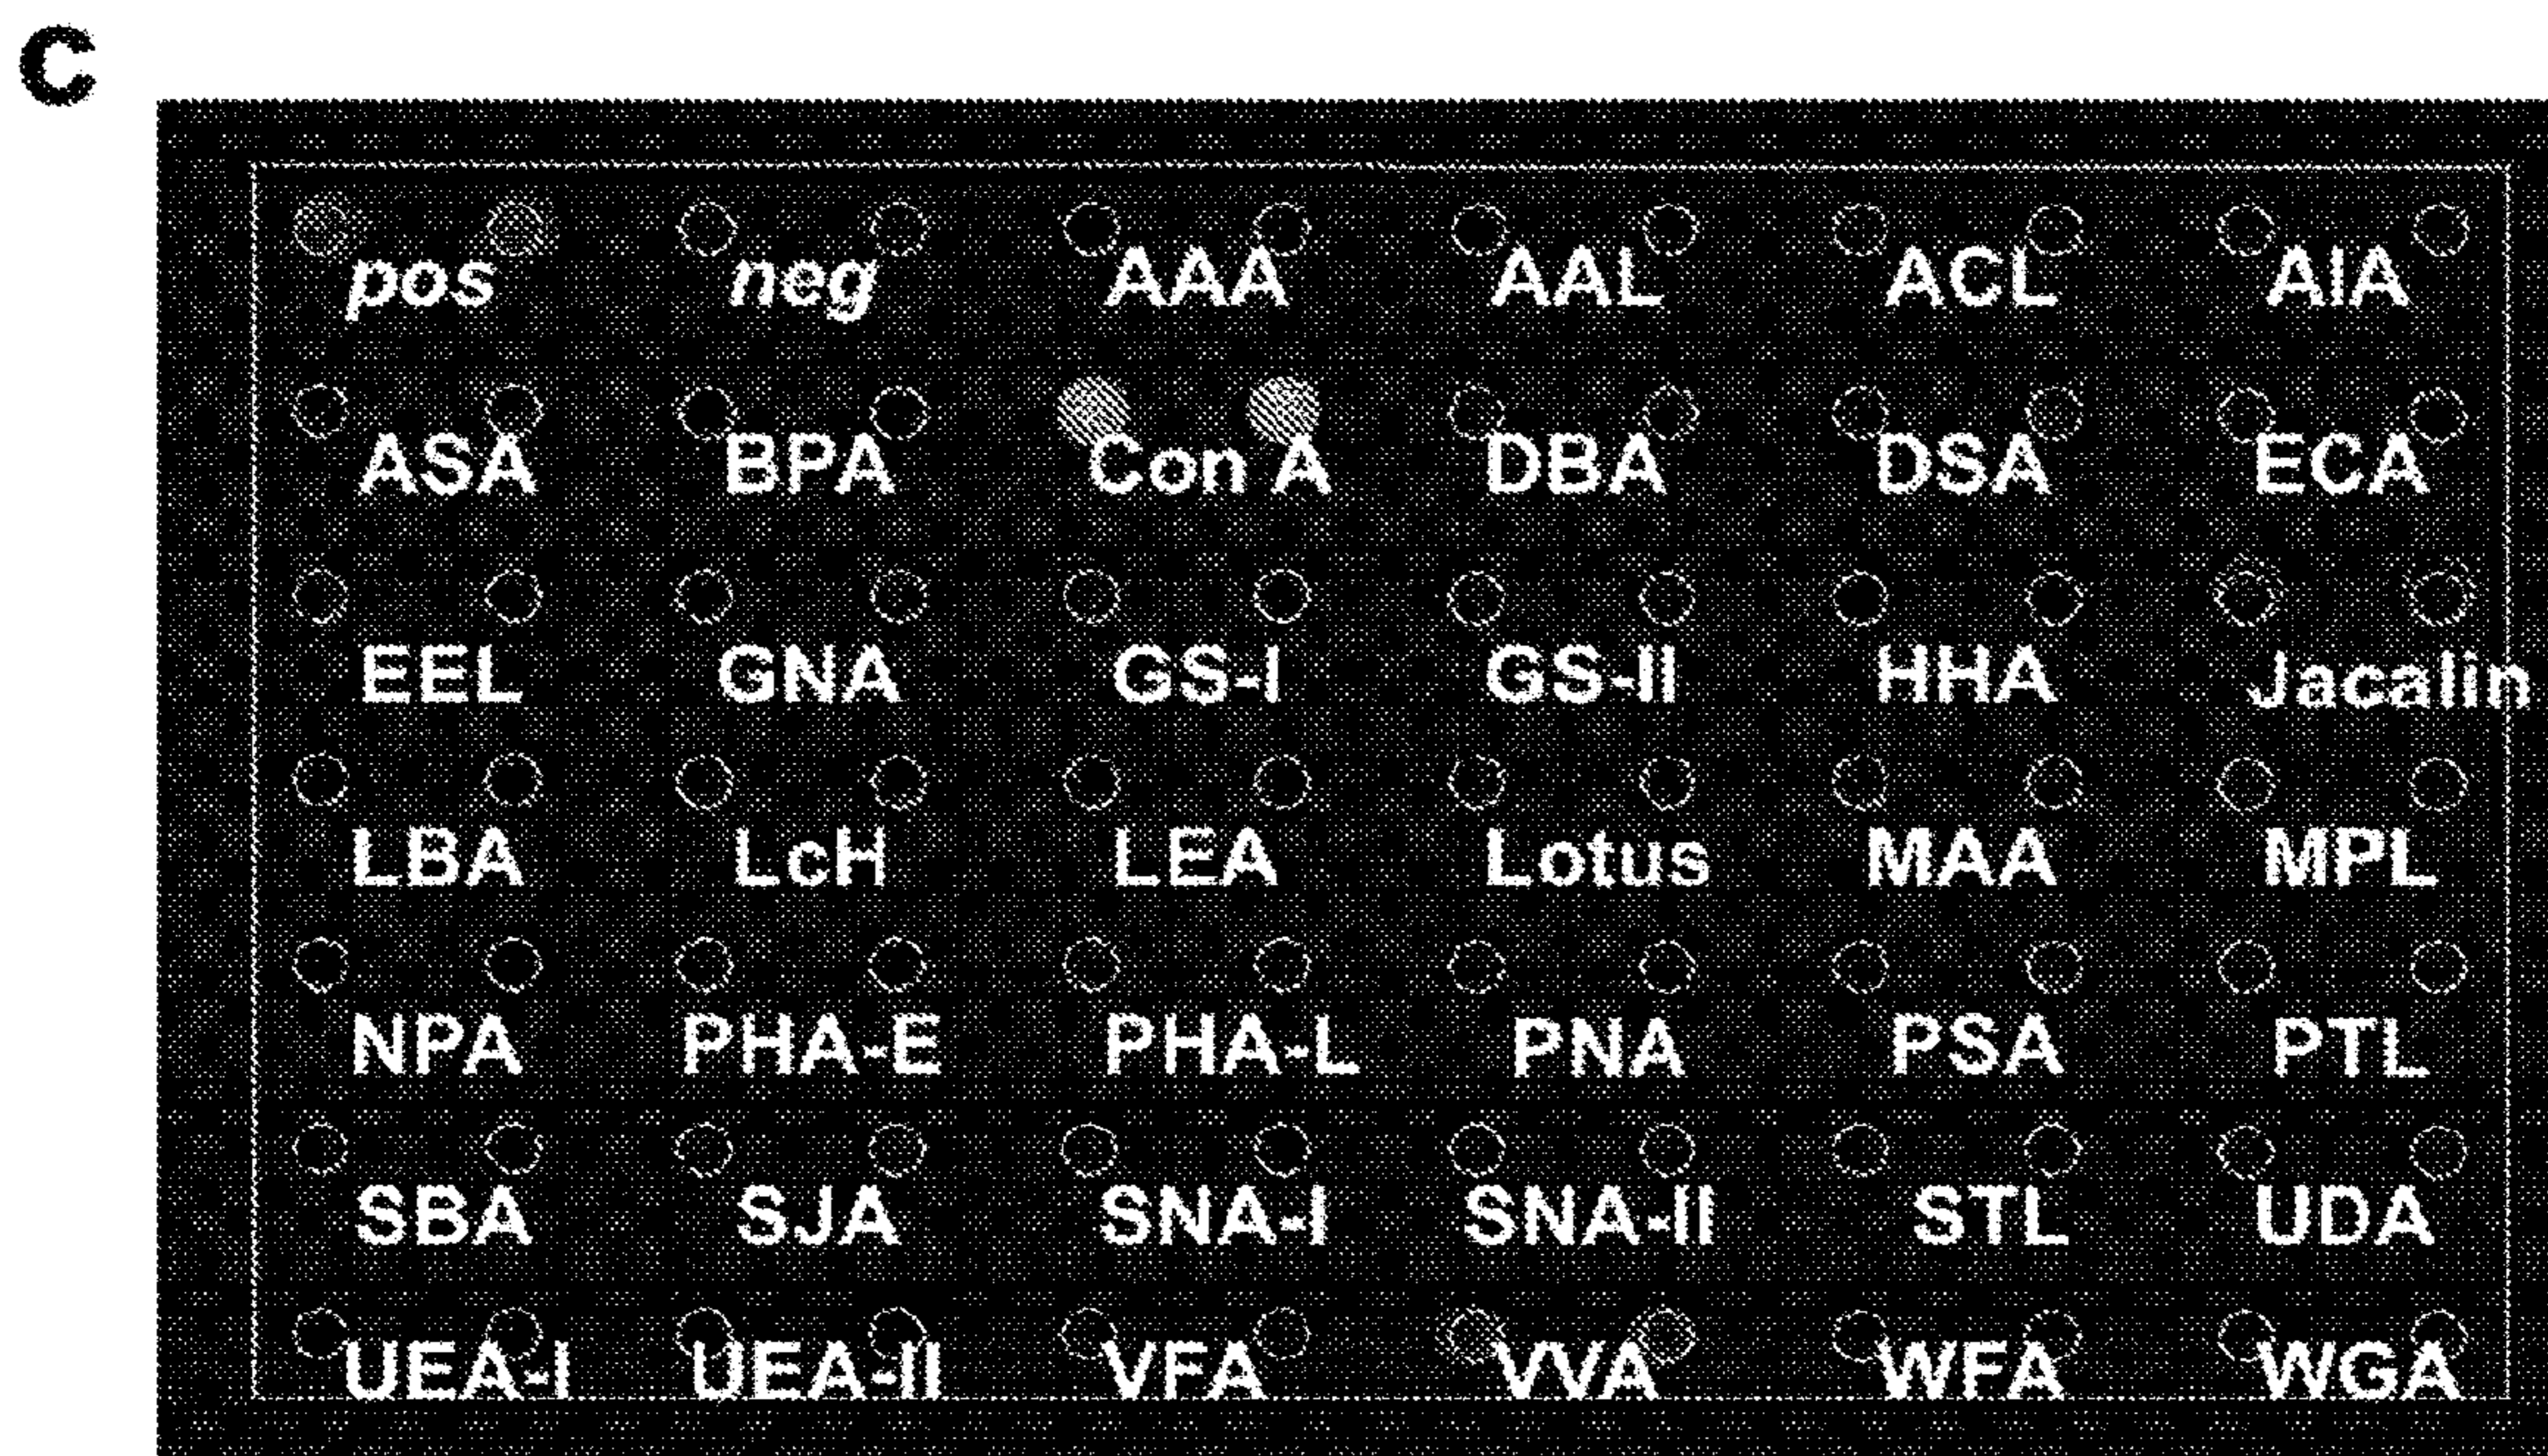 C
pos neg AAA AAL ACL AIA
ASA BPA Con A DBA DSA ECA
EEL GNA GS-I GS-II HHA Jacalin
LBA LcH LEA Lotus MAA MPL
NPA PHA-E PHA-L PNA PSA PTL
SBA SJA SNA-I SNA-II STL UDA
UEA-I UEA-II VFA VVA WFA WGA